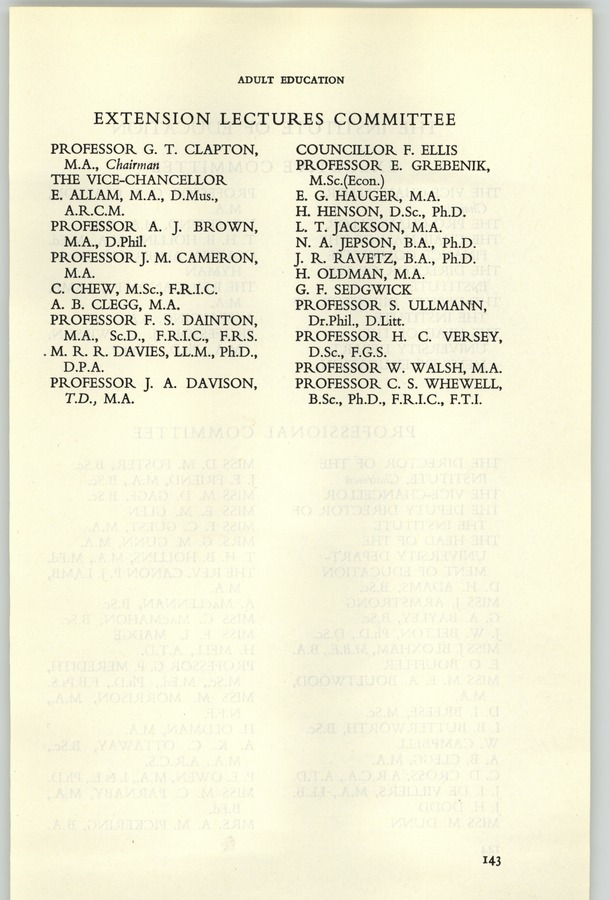 ADULT EDUCATION
EXTENSION LECTURES COMMITTEE
PROFESSOR G. T. CLAPTON,
M.A., Chairman
THE VICE-CHANCELLOR
E. ALLAM, M.A., D.Mus.,
A.R.C.M.
PROFESSOR A. J. BROWN,
M.A., D.Phil.
PROFESSOR J. M. CAMERON,
M.A.
C. CHEW, M.Sc., F.R.I.C.
A. B. CLEGG, M.A.
PROFESSOR F. S. DAINTON,
M.A., Sc.D., F.R.I.C., F.R.S.
M. R. R. DAVIES, LL.M., Ph.D.,
D.P.A.
PROFESSOR J. A. DAVISON,
T.D., M.A.
COUNCILLOR F. ELLIS
PROFESSOR E. GREBENIK,
M.Sc.(Econ.)
E. G. HAUGER, M.A.
H. HENSON, D.Sc., Ph.D.
L. T. JACKSON, M.A.
N. A. JEPSON, B.A., Ph.D.
J. R. RAVETZ, B.A., Ph.D.
H. OLDMAN, M.A.
G. F. SEDGWICK
PROFESSOR S. ULLMANN,
Dr.Phil., D.Litt.
PROFESSOR H. C. VERSEY,
D.Sc., F.G.S.
PROFESSOR W. WALSH, M.A.
PROFESSOR C. S. WHEWELL,
B.Sc., Ph.D., F.R.I.C., F.T.I.
143